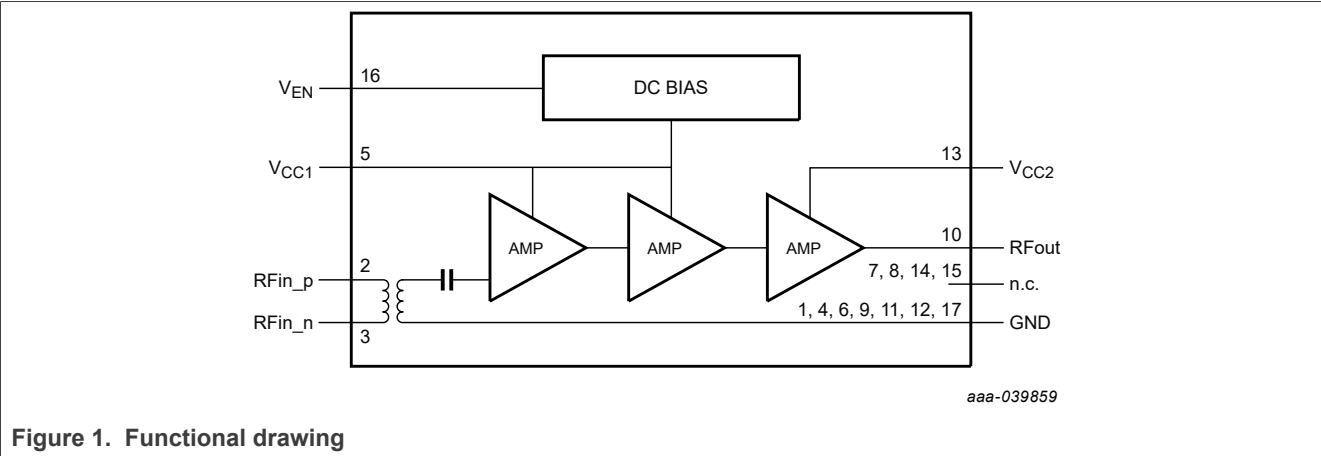 16
DC BIAS
VEN
5
13
VCC1
VCC2
AMP
AMP
AMP
10
RFout
2
7, 8, 14, 15
RFin_p
n.c.
1, 4, 6, 9, 11, 12, 17
RFin_n
GND
3
aaa-039859
Figure 1. Functional drawing